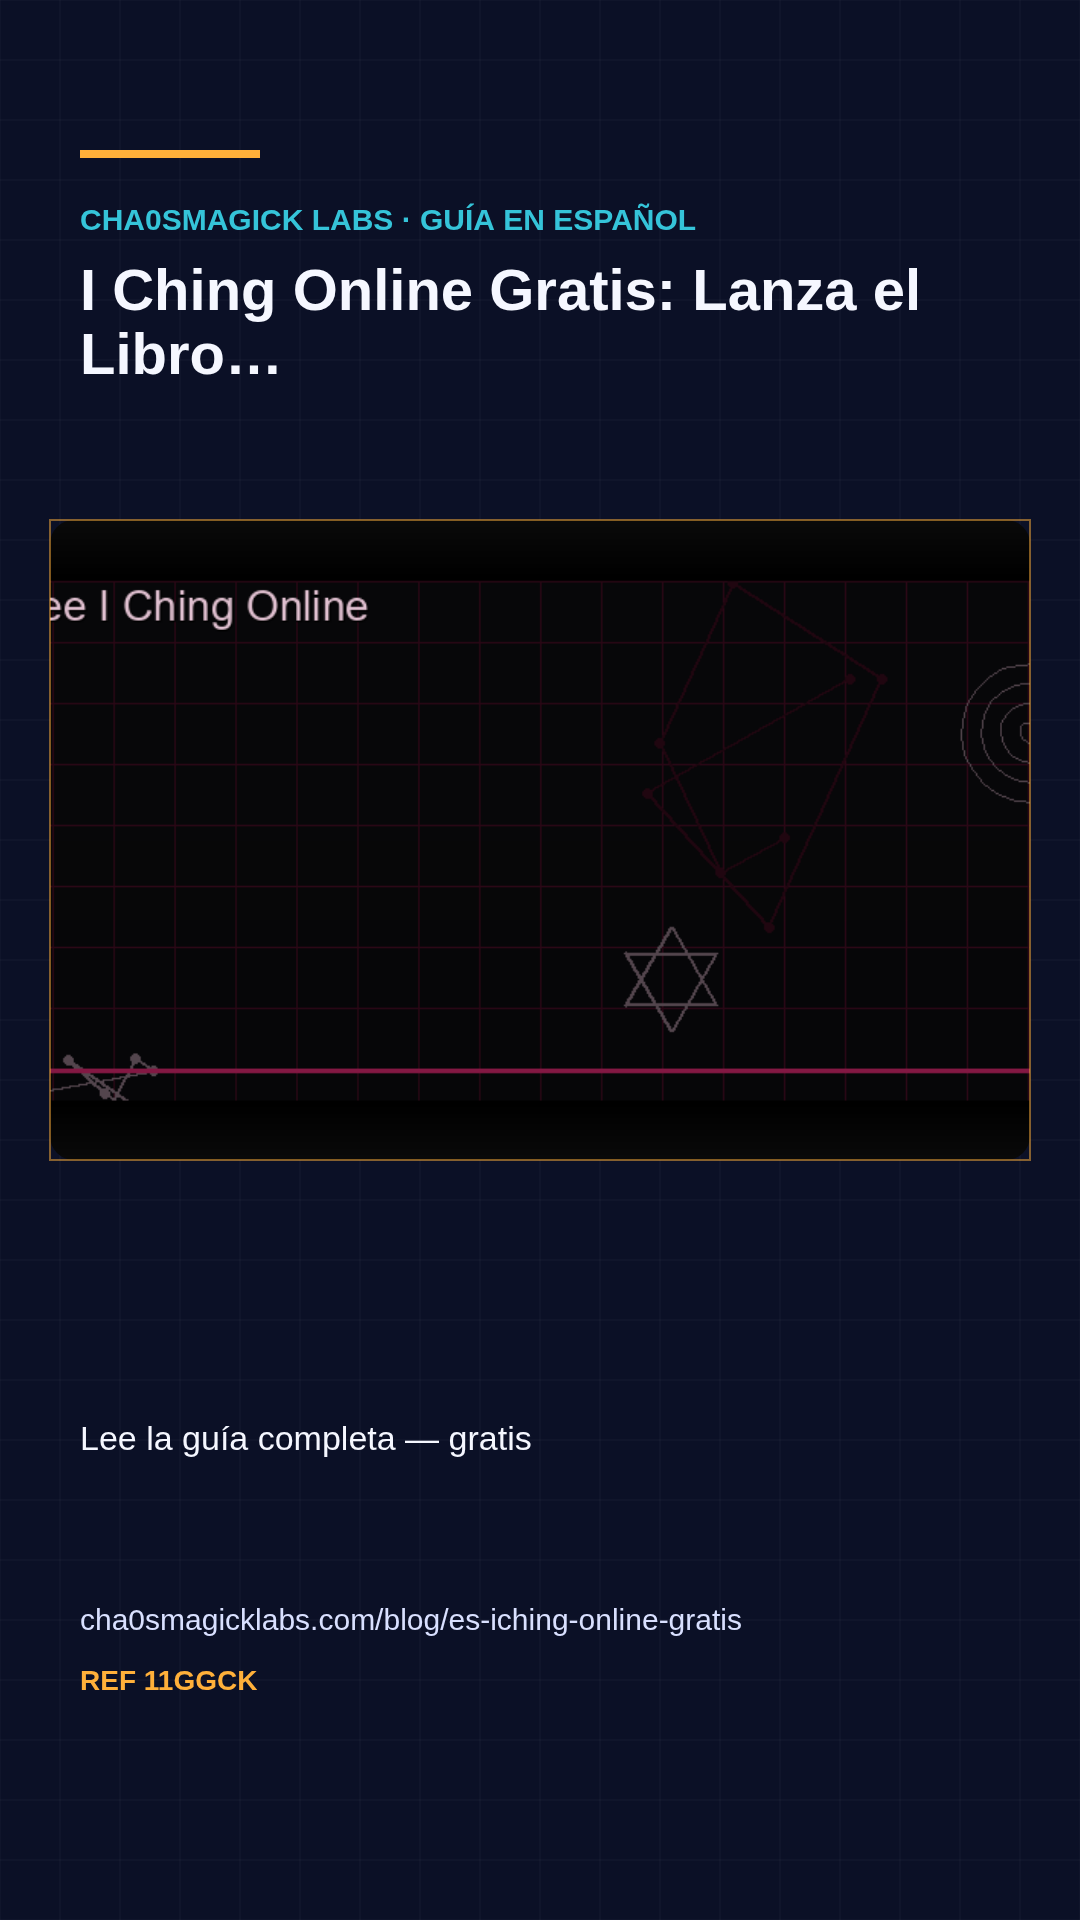 CHA0SMAGICK LABS · GUÍA EN ESPAÑOL
I Ching Online Gratis: Lanza el
Libro…
ee I Ching Online
Lee la guía completa — gratis
cha0smagicklabs.com/blog/es-iching-online-gratis
REF 11GGCK